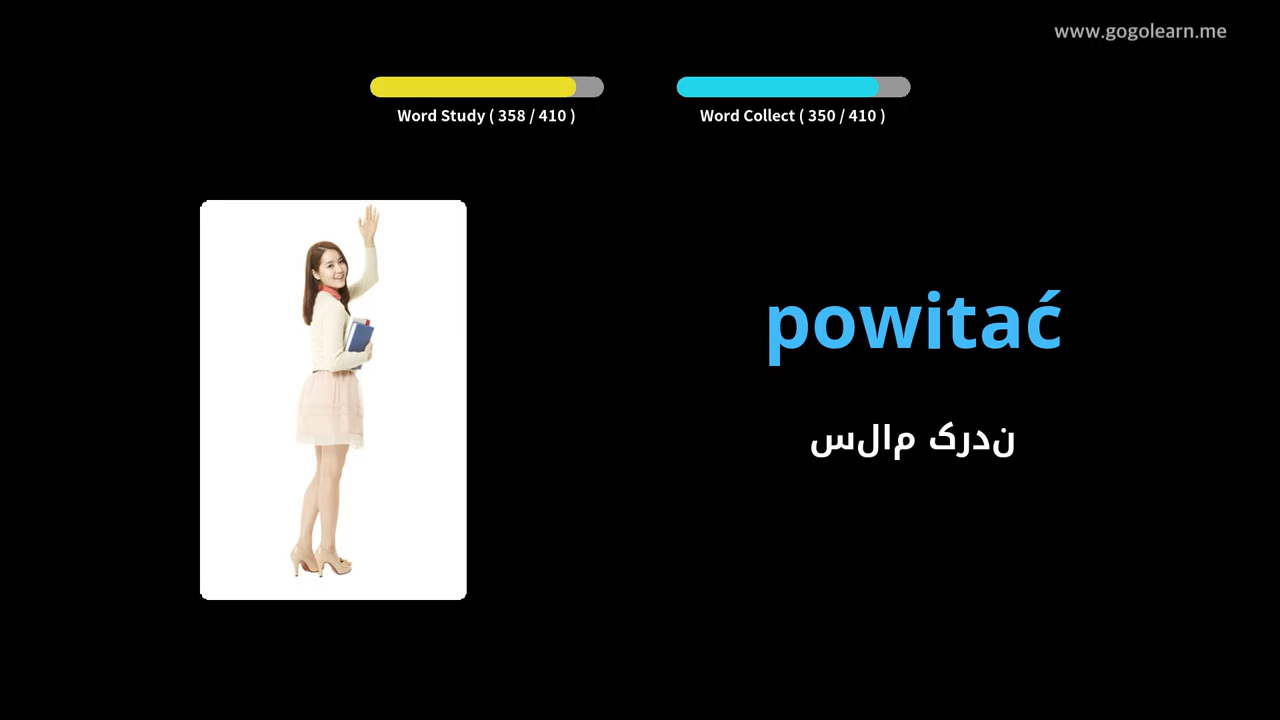 www.gogolearn.me
Word Study ( 358 / 410 )
Word Collect ( 350 / 410 )
powitać
ندرک مالس